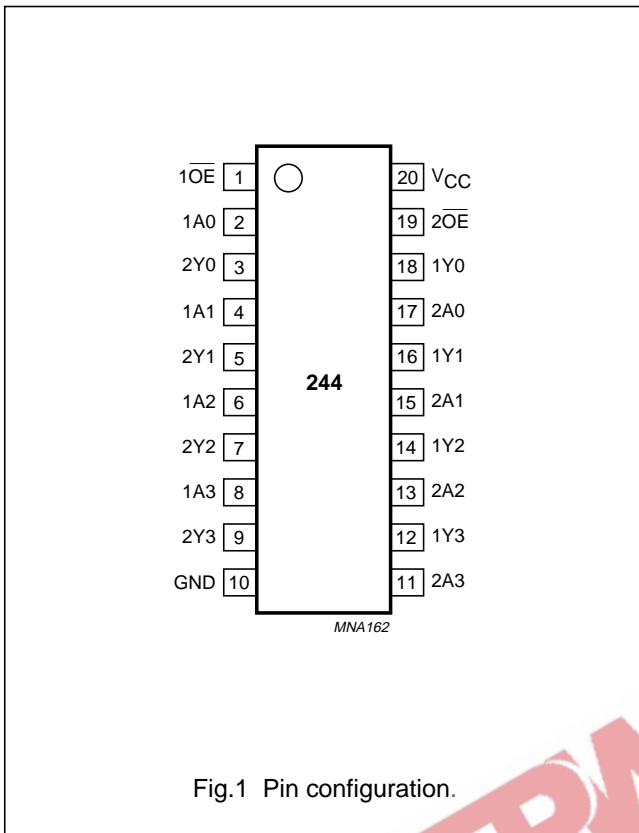 1O̅E̅ 1 20 VCC
1A0 2 19 2O̅E̅
2Y0 3 18 1Y0
1A1 4 17 2A0
2Y1 5 16 1Y1
244
1A2 6 15 2A1
2Y2 7 14 1Y2
1A3 8 13 2A2
2Y3 9 12 1Y3
GND 10 11 2A3
MNA162
Fig.1 Pin configuration.